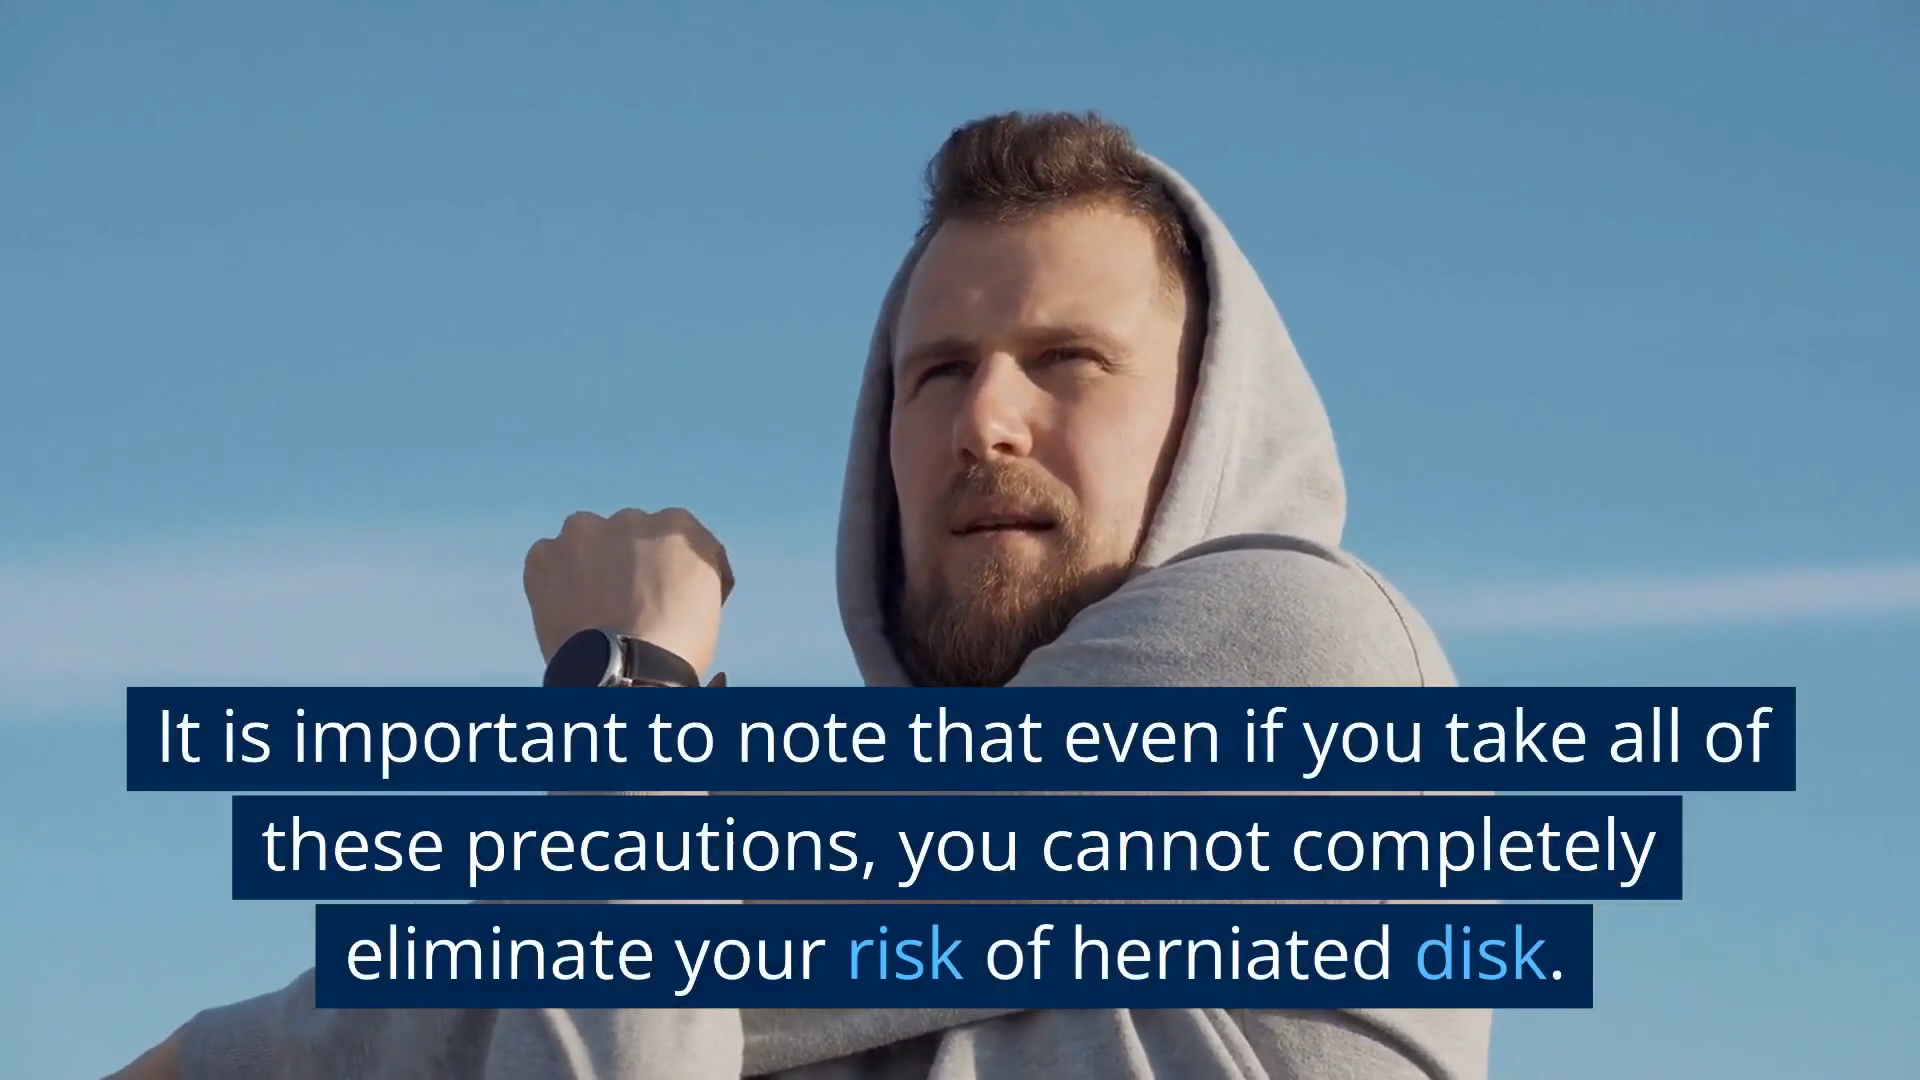 It is important to note that even if you take all of
these precautions, you cannot completely
eliminate your risk of herniated disk.